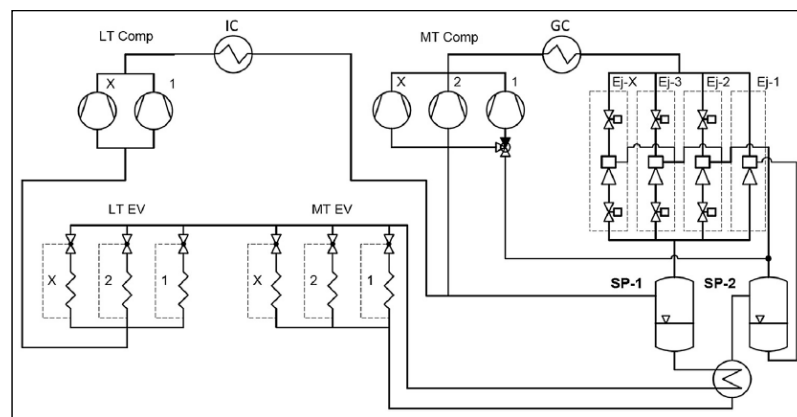 IC
GC
LT Comp
MT Comp
X
1
X
2
1
Ej-X
Ej-3
Ej-2
Ej-1
LT EV
MT EV
X
2
1
X
2
1
SP-1
SP-2